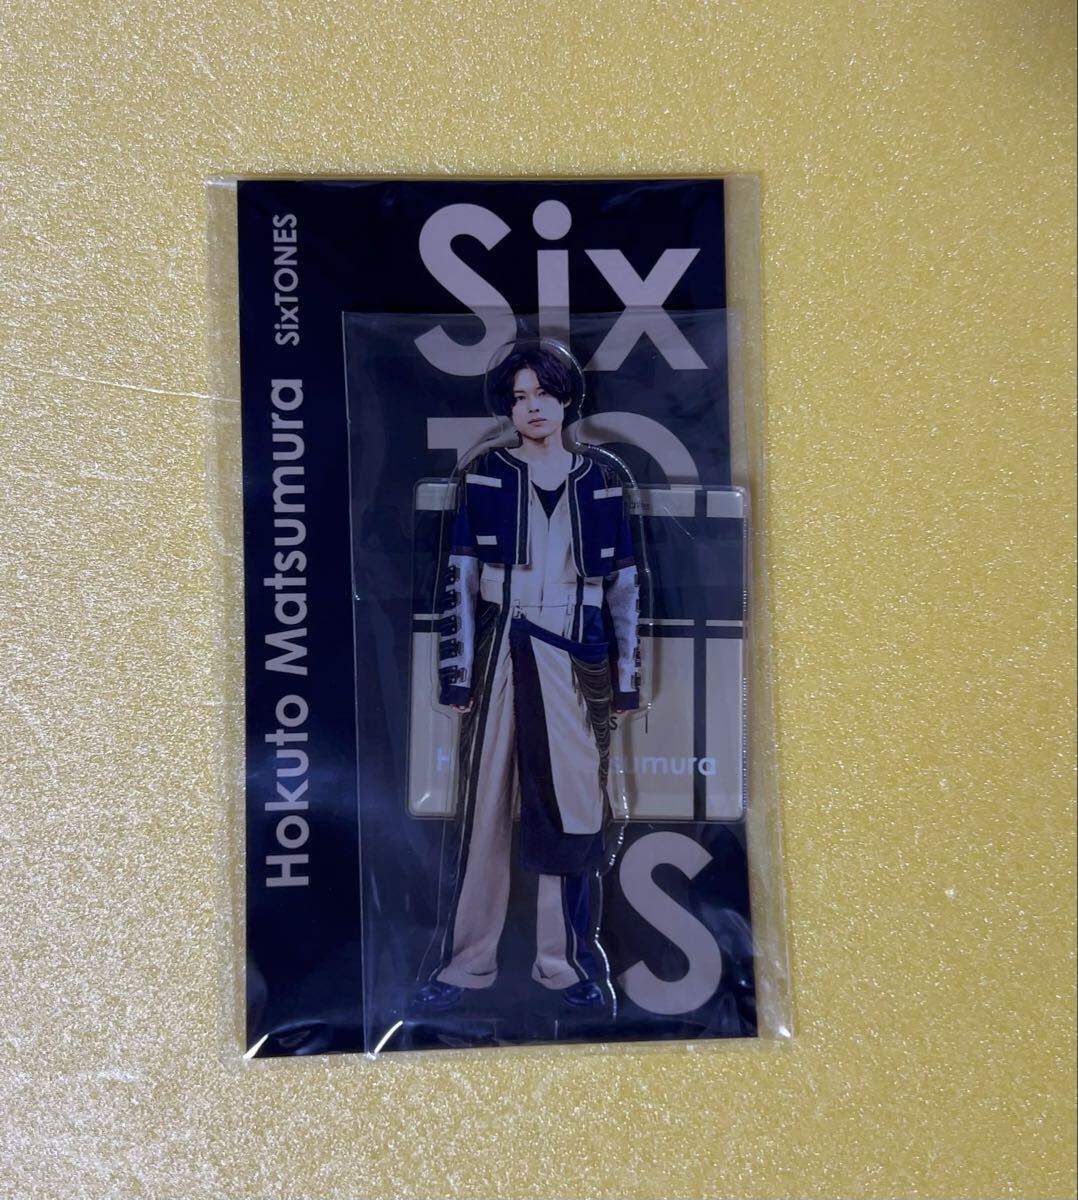 Hokuto Matsumura
SixTONES
Six
S